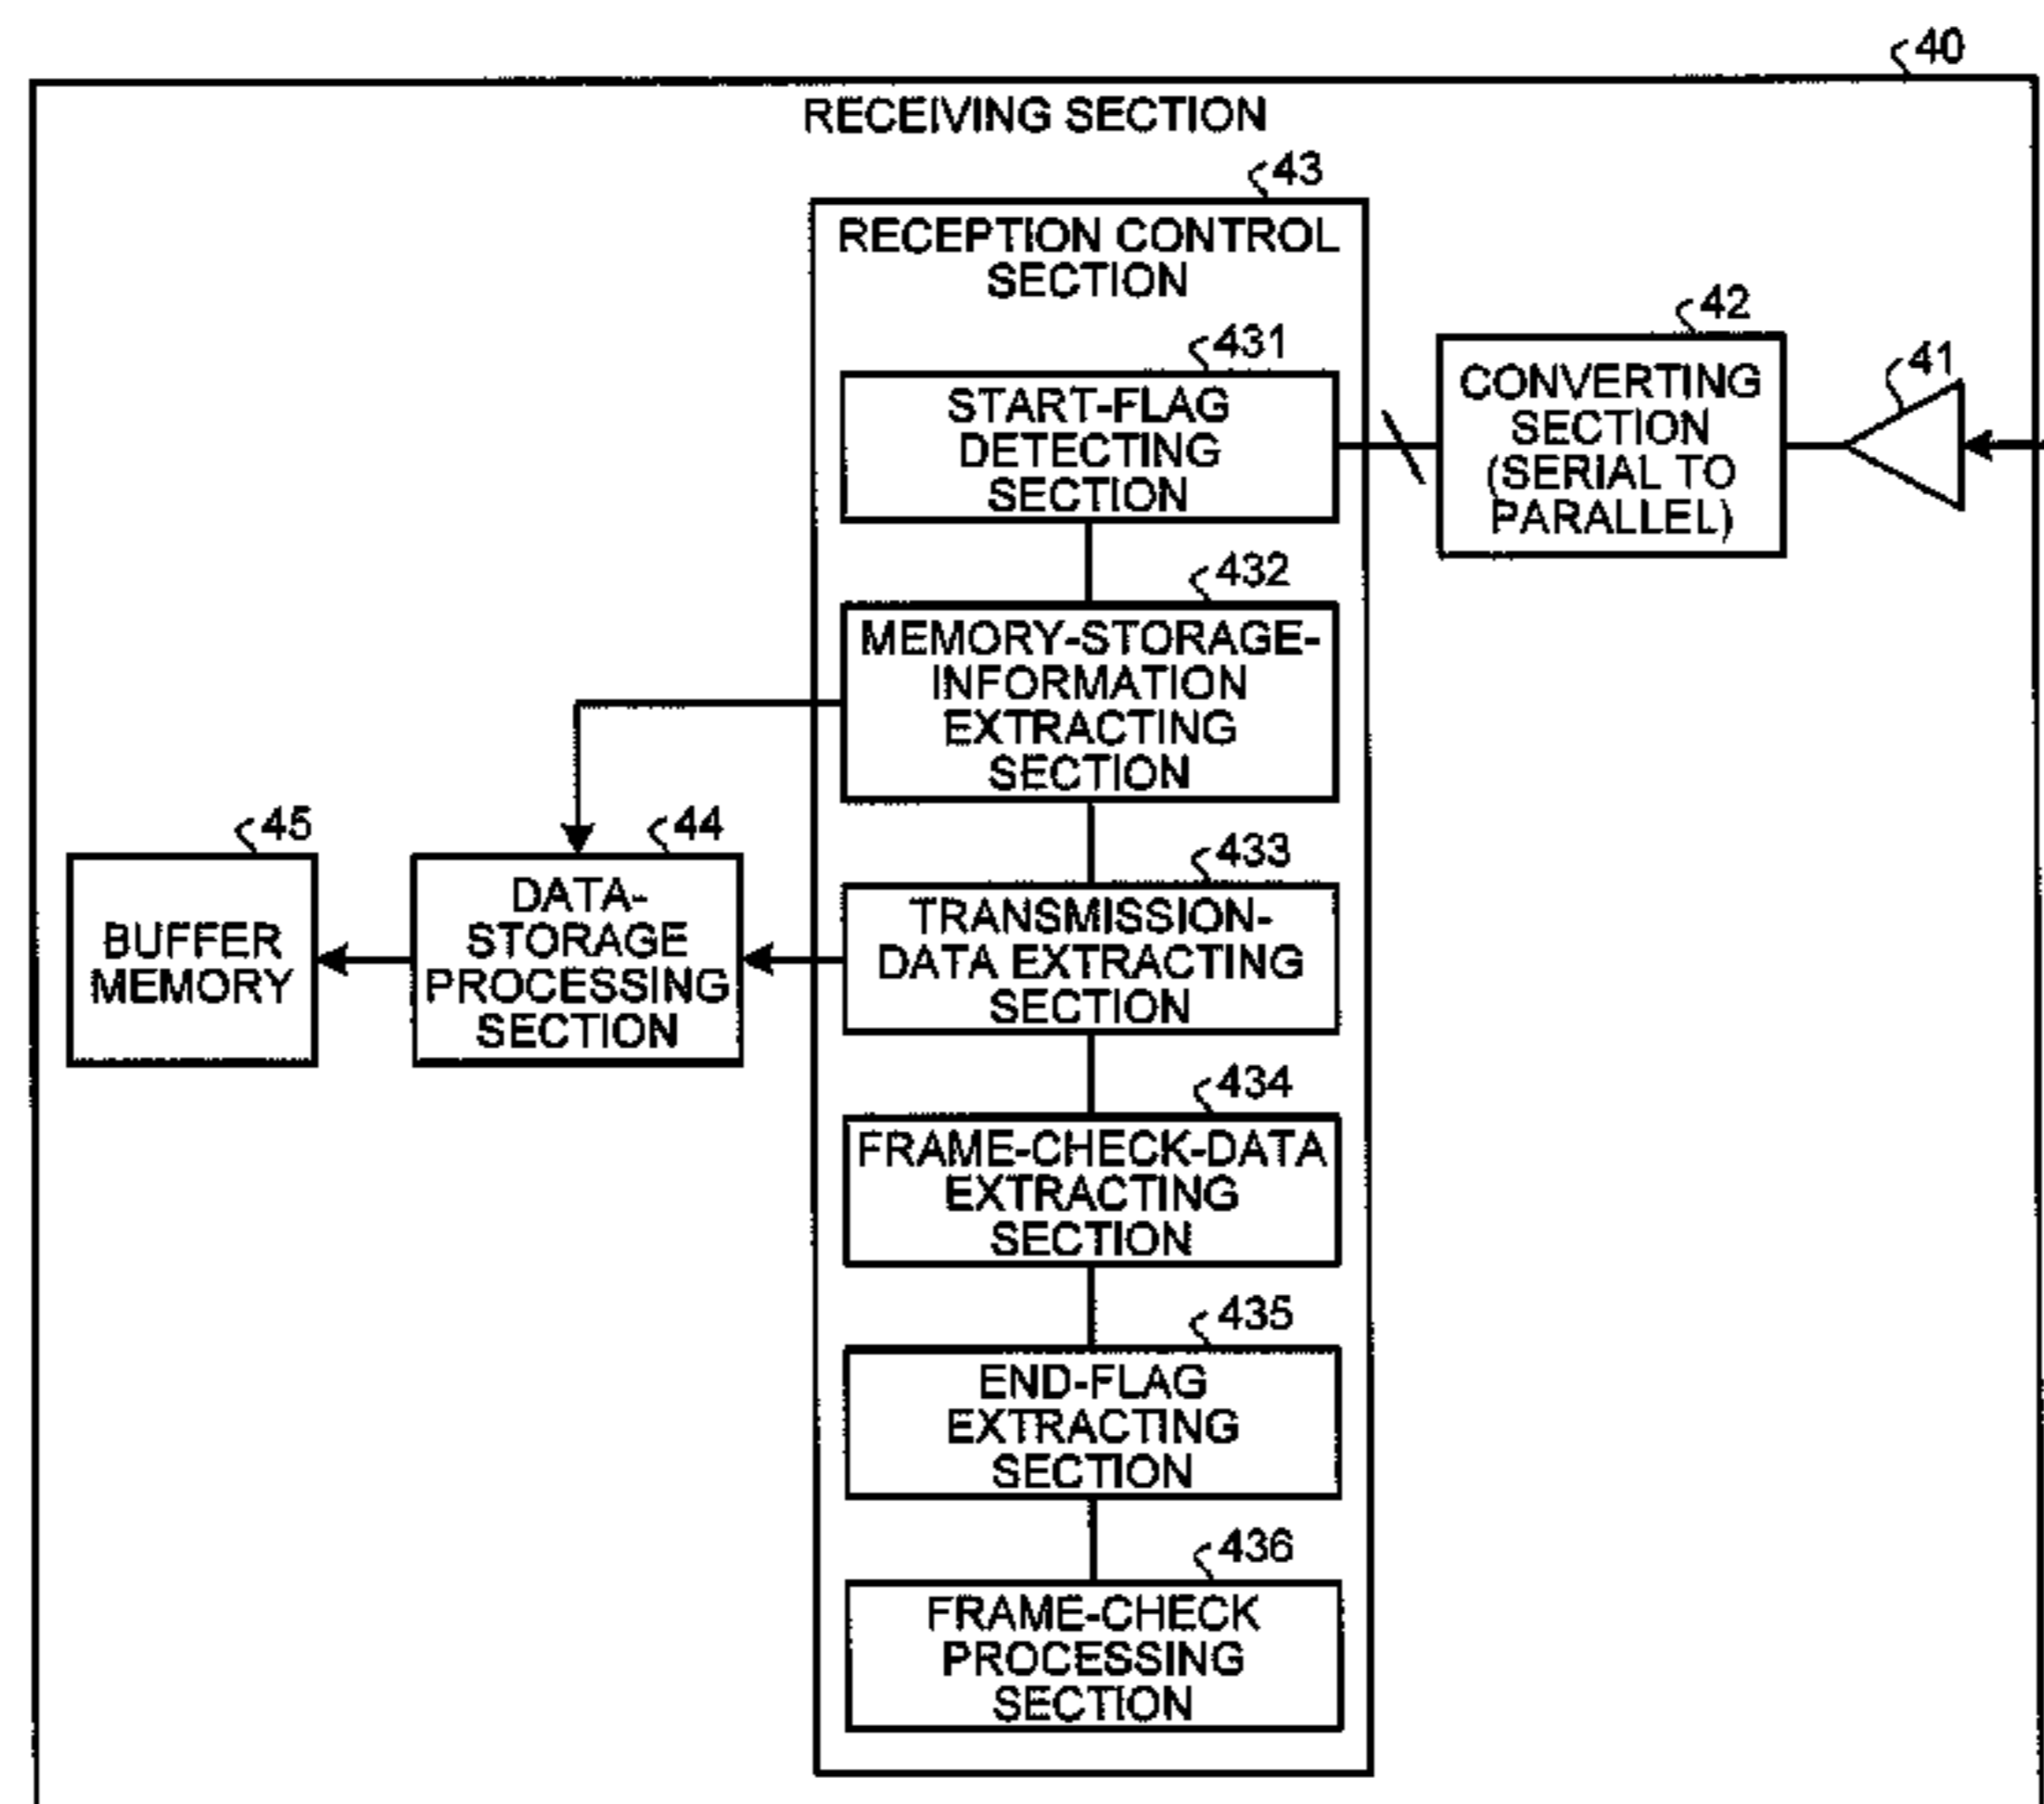 40
RECEIVING SECTION
43
RECEPTION CONTROL
SECTION
431
START-FLAG
DETECTING
SECTION
42
CONVERTING
SECTION
(SERIAL TO
PARALLEL)
41
432
MEMORY-STORAGE-
INFORMATION
EXTRACTING
SECTION
45
BUFFER
MEMORY
44
DATA-
STORAGE
PROCESSING
SECTION
433
TRANSMISSION-
DATA EXTRACTING
SECTION
434
FRAME-CHECK-DATA
EXTRACTING
SECTION
435
END-FLAG
EXTRACTING
SECTION
436
FRAME-CHECK
PROCESSING
SECTION